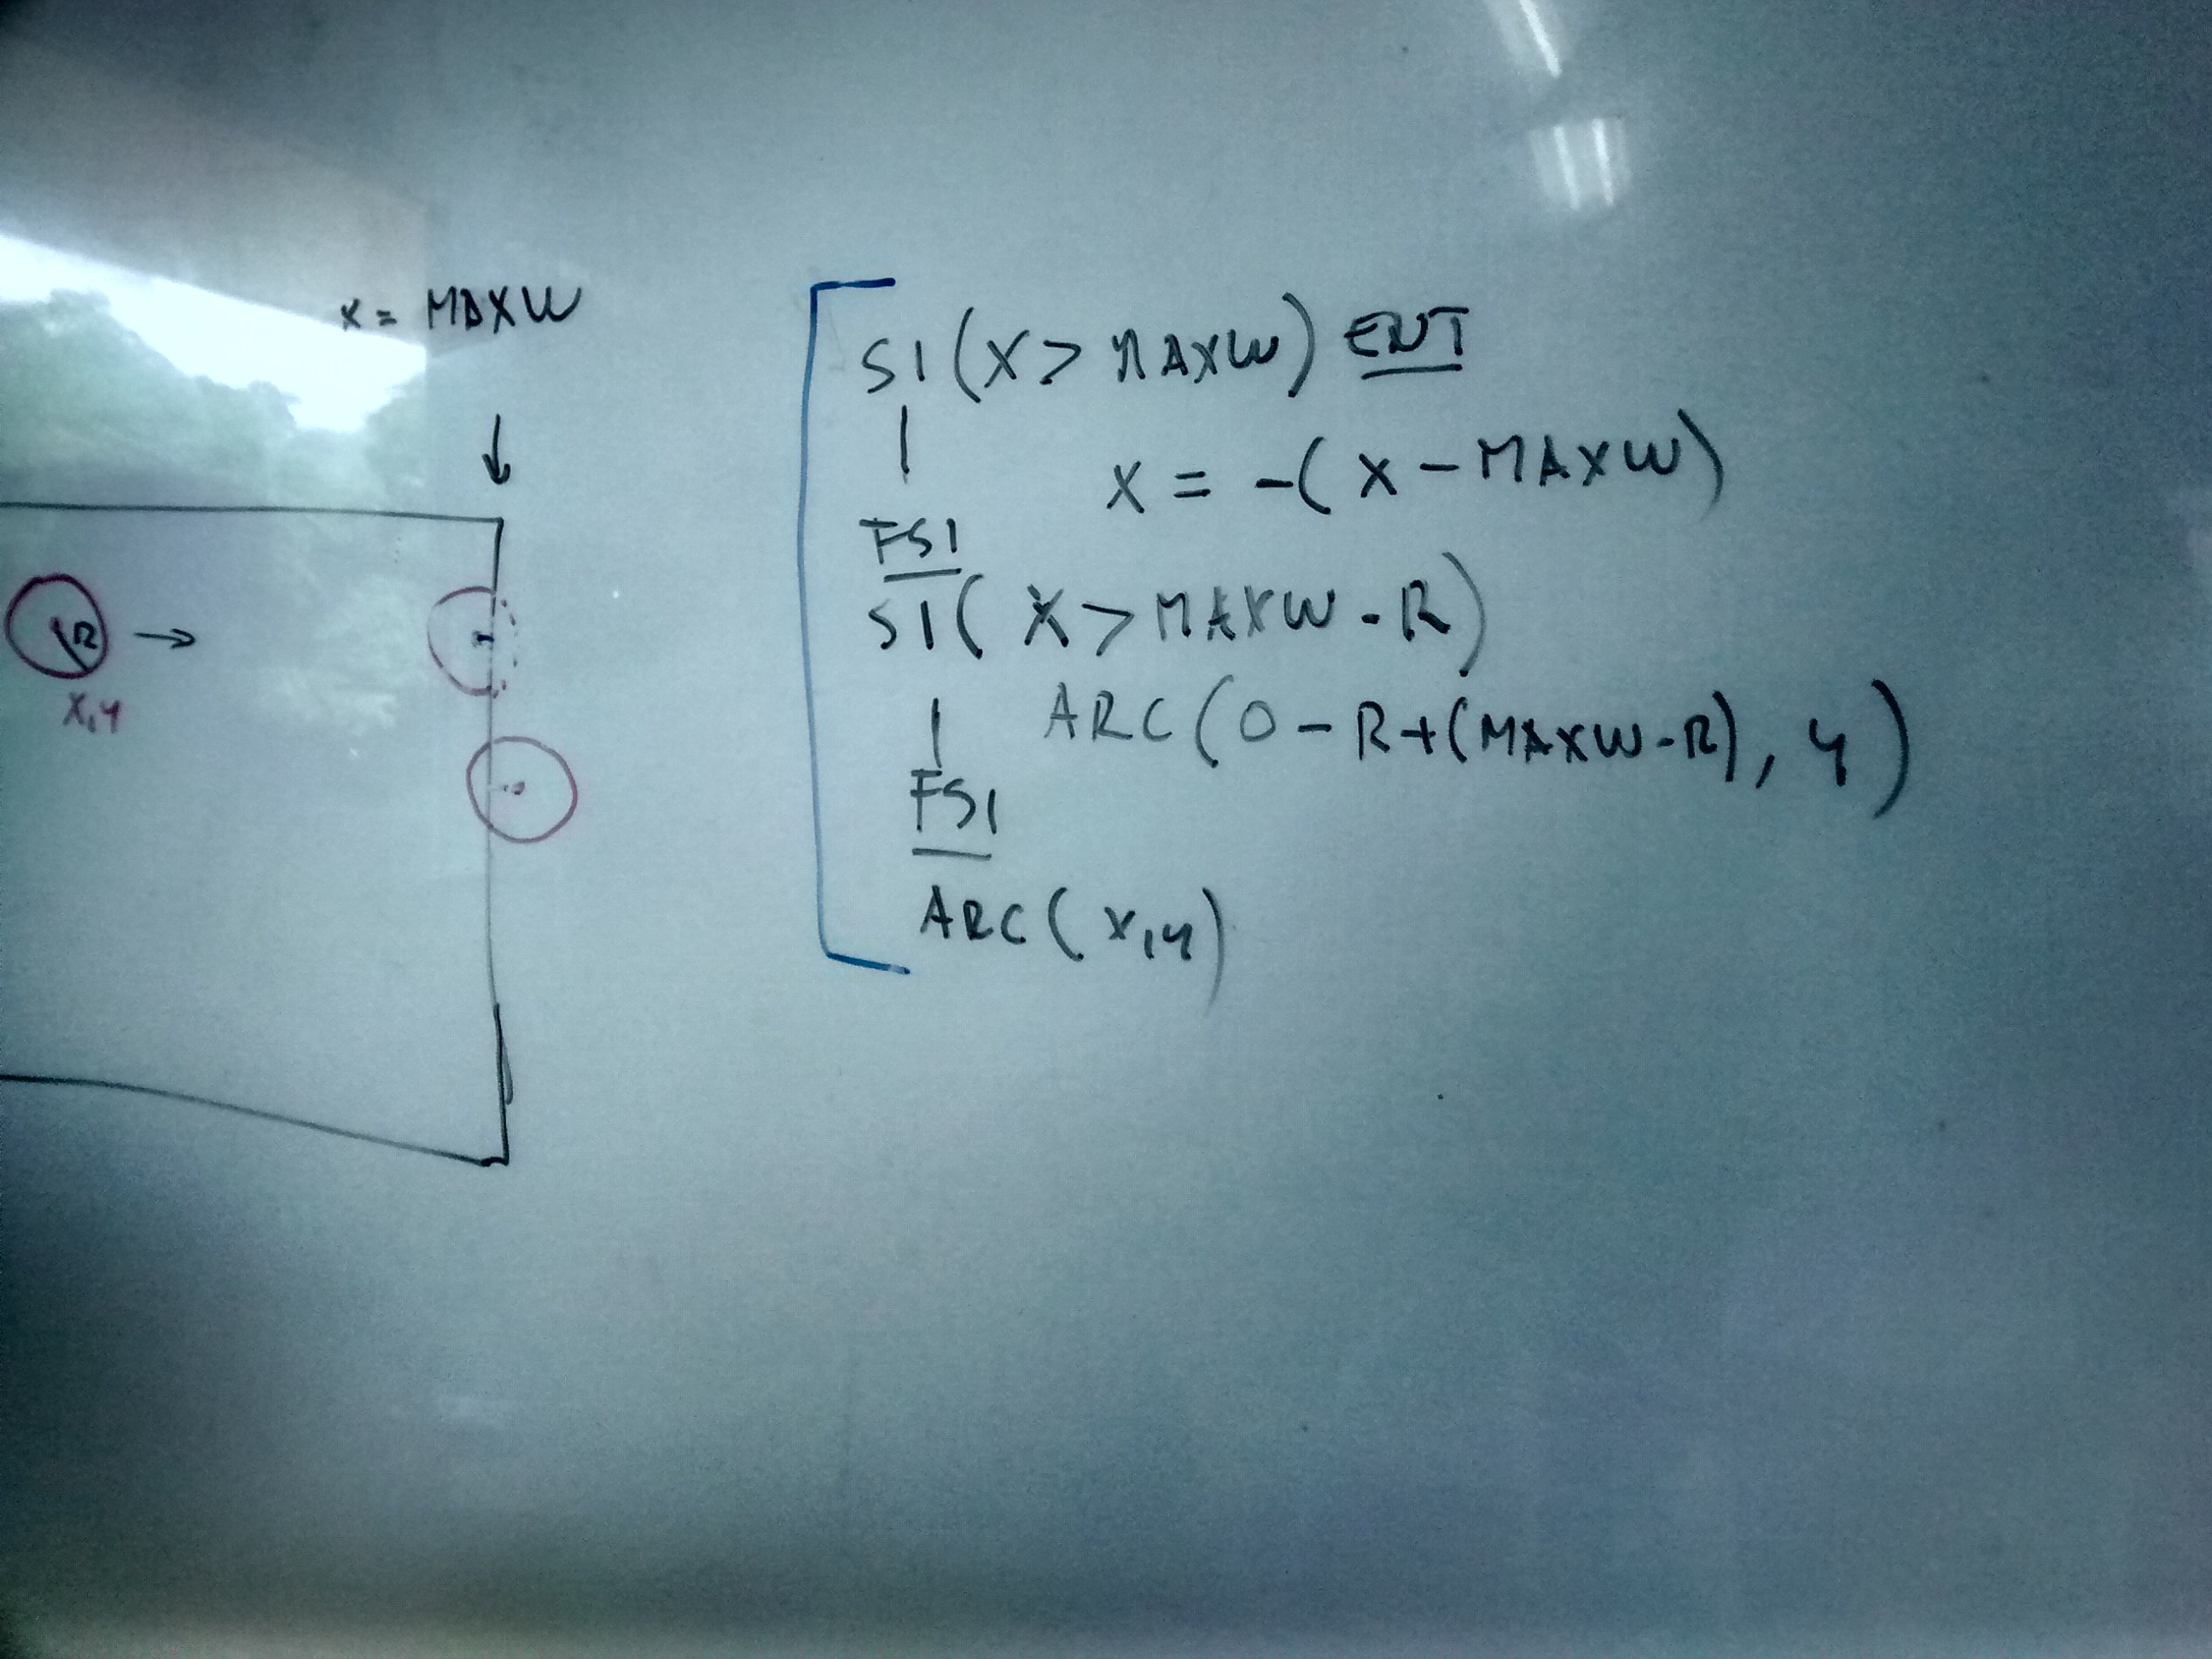 x = MAXW
R
X,Y
SI (X > MAXW) ENT
X = -(X - MAXW)
FSI
SI (X > MAXW - R)
ARC (0 - R + (MAXW - R), Y)
FSI
ARC (X, Y)